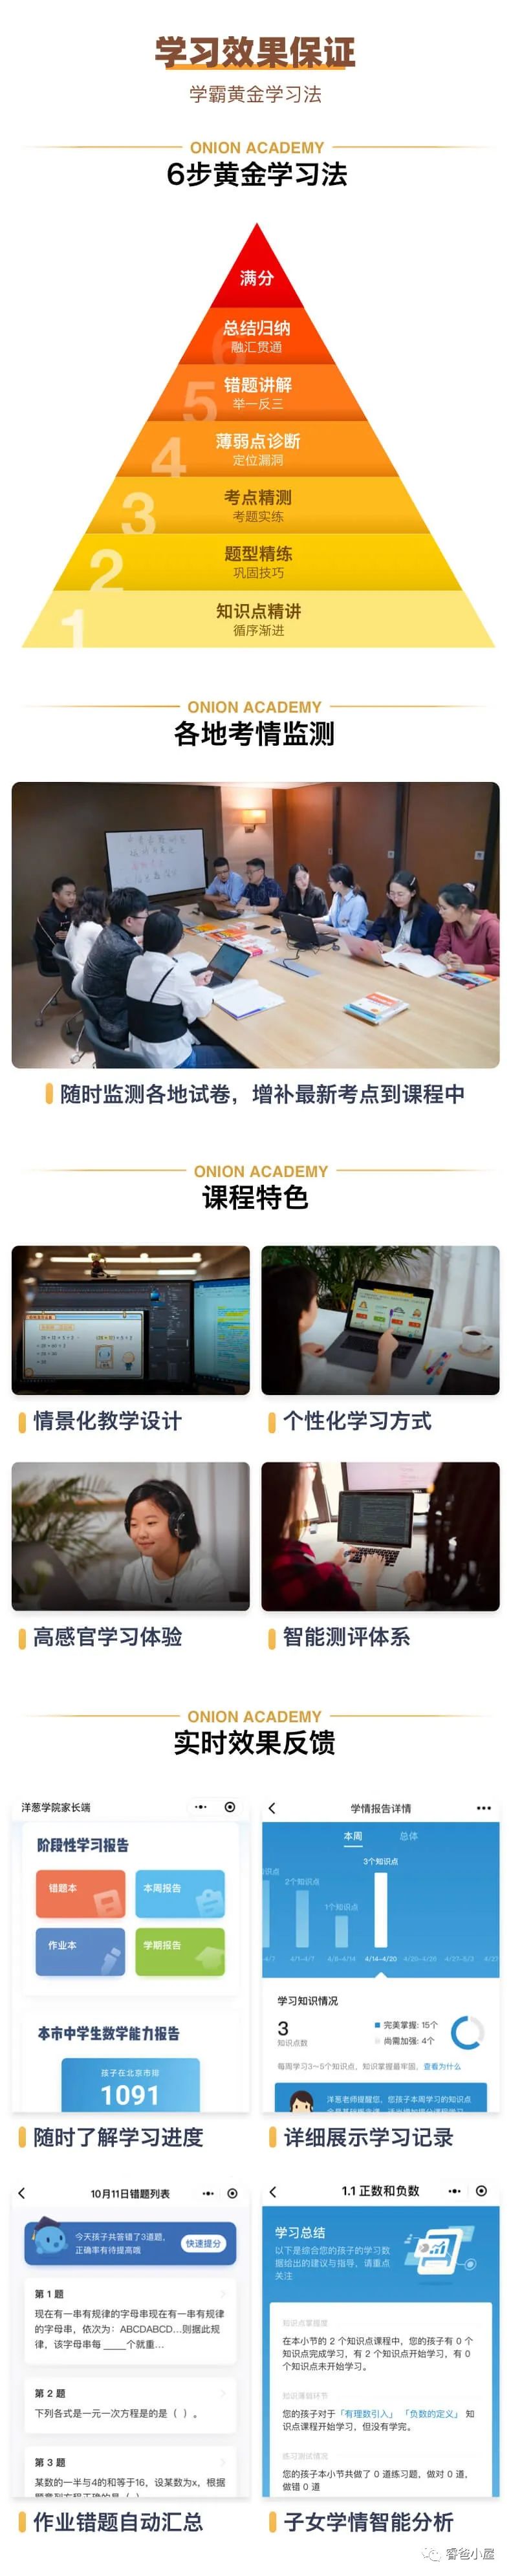 学习效果保证
学霸黄金学习法
ONION ACADEMY
6步黄金学习法
满分
6
总结归纳
融汇贯通
5
错题讲解
举一反三
4
薄弱点诊断
定位漏洞
3
考点精测
考题实练
2
题型精练
巩固技巧
1
知识点精讲
循序渐进
ONION ACADEMY
各地考情监测
随时监测各地试卷，增补最新考点到课程中
ONION ACADEMY
课程特色
情景化教学设计
个性化学习方式
高感官学习体验
智能测评体系
ONION ACADEMY
实时效果反馈
洋葱学院家长端
阶段性学习报告
错题本
本周报告
作业本
学期报告
本市中学生数学能力报告
孩子在北京市排
1091
随时了解学习进度
学情报告详情
本周
总体
3个知识点
2个知识点
1个知识点
4/1-4/7
4/8-4/14
4/14-4/20
4/20-4/26
4/27-5/3
学习知识情况
3
知识点数
完美掌握: 15个
尚需加强: 4个
每周学习3~5个知识点，知识掌握最牢固，查看为什么
洋葱老师提醒您，您孩子本周学习的知识点
详细展示学习记录
10月11日错题列表
今天孩子共答错了3道题，
正确率有待提高哦
快速提分
第 1 题
现在有一串有规律的字母串现在有一串有规律
的字母串，依次为：ABCDABCD...则据此规
律，该字母串每 ____个就重...
第 2 题
下列各式是一元一次方程是的是（ ）。
第 3 题
某数的一半与4的和等于16，设某数为x，根据
作业错题自动汇总
1.1 正数和负数
学习总结
以下是综合您的孩子的学习数
据给出的建议与指导，请重点
关注
知识点掌握度
在本小节的 2 个知识点课程中，您的孩子有 0 个
知识点完成学习，有 2 个知识点开始学习，有 0
个知识点未开始学习。
知识薄弱环节
您的孩子对于「有理数引入」「负数的定义」 知
识点课程开始学习，但没有学完。
练习测试情况
您的孩子本小节共做了 0 道练习题，做对 0 道，
做错 0 道
子女学情智能分析
睿爸小屋